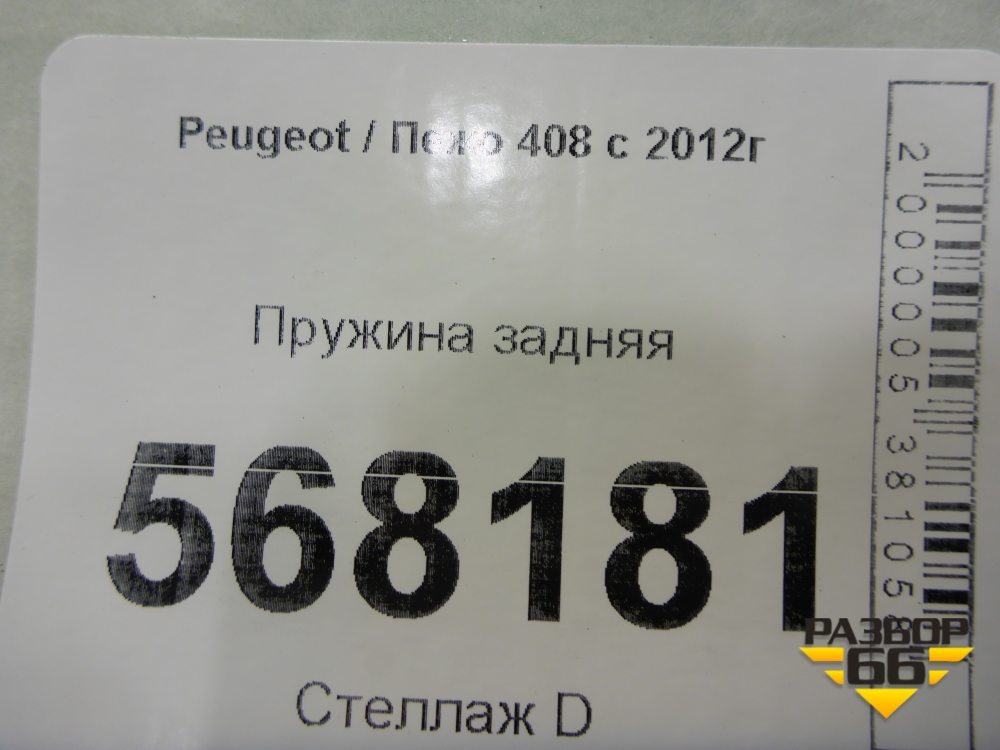 Peugeot / Пежо 408 с 2012г
Пружина задняя
568181
Стеллаж D
2000005381058
РАЗБОР
66